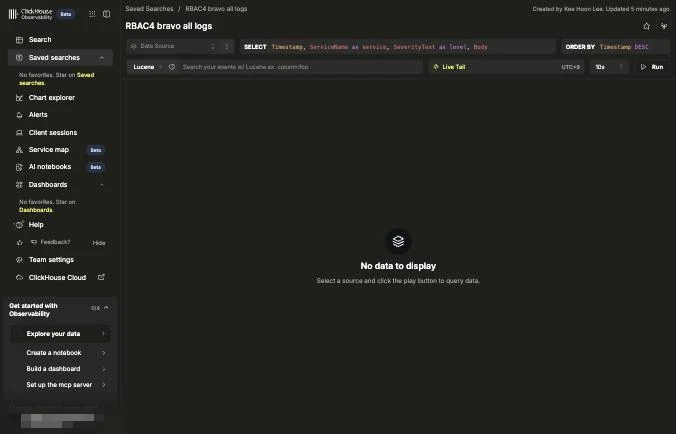 ClickHouse
Observability
Beta
Search
Saved searches
No favorites. Star on Saved
searches.
Chart explorer
Alerts
Client sessions
Service map
Beta
AI notebooks
Beta
Dashboards
No favorites. Star on
Dashboards.
Help
Feedback?
Hide
Team settings
ClickHouse Cloud
Get started with
Observability
0/4
Explore your data
Create a notebook
Build a dashboard
Set up the mcp server
Saved Searches / RBAC4 bravo all logs
Created by Kee Hoon Lee. Updated 5 minutes ago.
RBAC4 bravo all logs
Data Source
SELECT Timestamp, ServiceName as service, SeverityText as level, Body
ORDER BY Timestamp DESC
Lucene
Search your events w/ Lucene ex. column:foo
Live Tail
UTC+8
10s
Run
No data to display
Select a source and click the play button to query data.